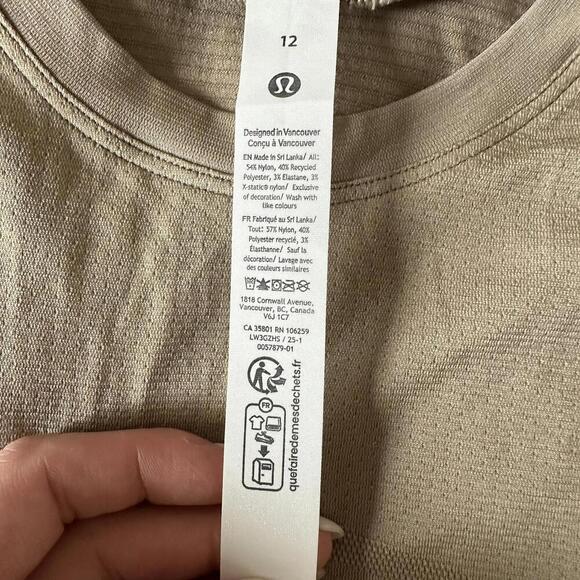 12
Designed in Vancouver
Conçu à Vancouver
EN Made in Sri Lanka/ All:
54% Nylon, 40% Recycled
Polyester, 3% Elastane, 3%
X-static® nylon/ Exclusive
of decoration/ Wash with
like colours
FR Fabriqué au Sri Lanka/
Tout: 57% Nylon, 40%
Polyester recyclé, 3%
Élasthanne/ Sauf la
décoration/ Lavage avec
des couleurs similaires
1818 Cornwall Avenue,
Vancouver, BC, Canada
V6J 1C7
CA 35801 RN 106259
LW3GZHS / 25-1
0057879-01
FR
quefairedemesdechets.fr